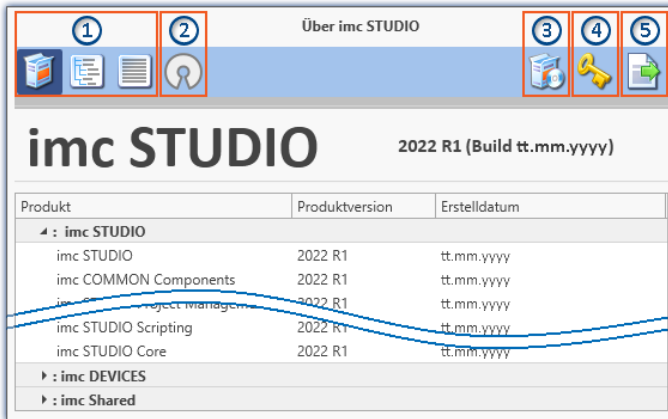 1 2 Über imc STUDIO 3 4 5
imc STUDIO 2022 R1 (Build tt.mm.yyyy)
Produkt Produktversion Erstelldatum
: imc STUDIO
imc STUDIO 2022 R1 tt.mm.yyyy
imc COMMON Components 2022 R1 tt.mm.yyyy
imc Project Managem 2022 R1 tt.mm.yyyy
imc STUDIO Scripting 2022 R1 tt.mm.yyyy
imc STUDIO Core 2022 R1 tt.mm.yyyy
: imc DEVICES
: imc Shared